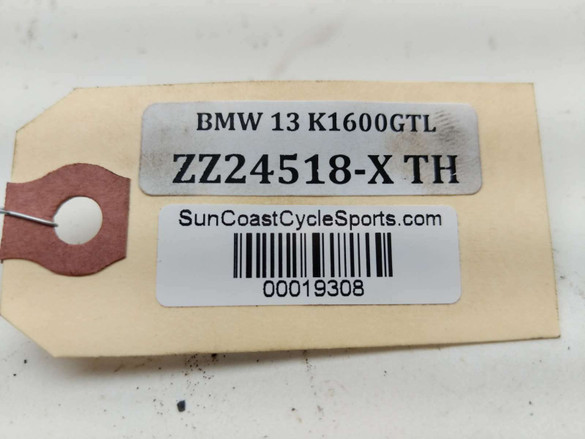 BMW 13 K1600GTL
ZZ24518-X TH
SunCoastCycleSports.com
00019308